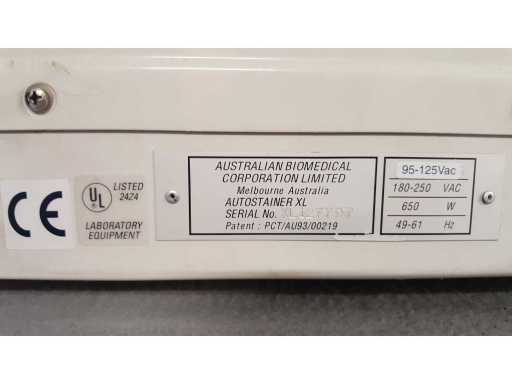 CE
UL
LISTED
2424
LABORATORY
EQUIPMENT
AUSTRALIAN BIOMEDICAL
CORPORATION LIMITED
Melbourne Australia
AUTOSTAINER XL
SERIAL No.
Patent : PCT/AU93/00219
95-125Vac
180-250 VAC
650 W
49-61 Hz